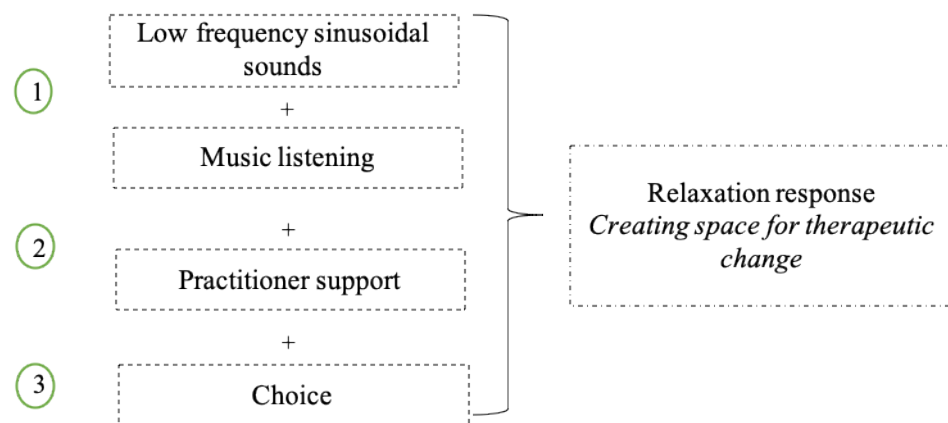 Low frequency sinusoidal
sounds
1
+
Music listening
+
2
Practitioner support
+
3
Choice
Relaxation response
Creating space for therapeutic
change